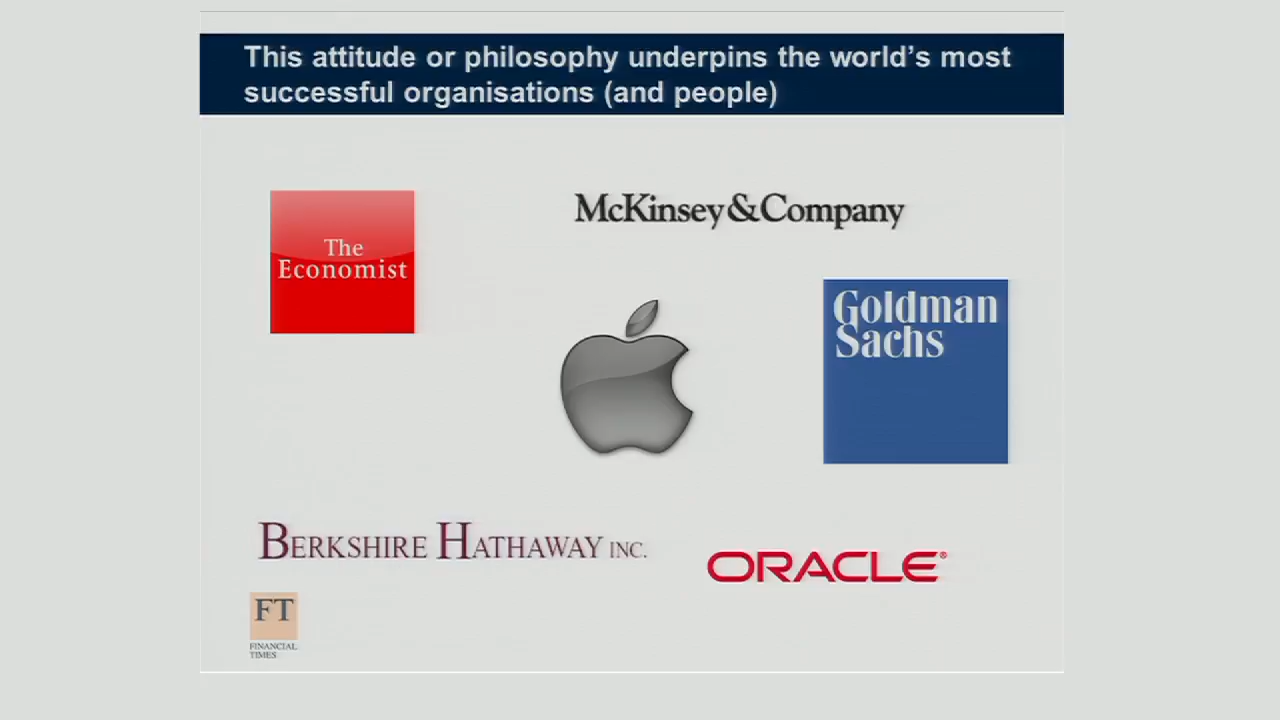 This attitude or philosophy underpins the world's most
successful organisations (and people)
The
Economist
McKinsey&Company
Goldman
Sachs
BERKSHIRE HATHAWAY INC.
ORACLE®
FT
FINANCIAL
TIMES